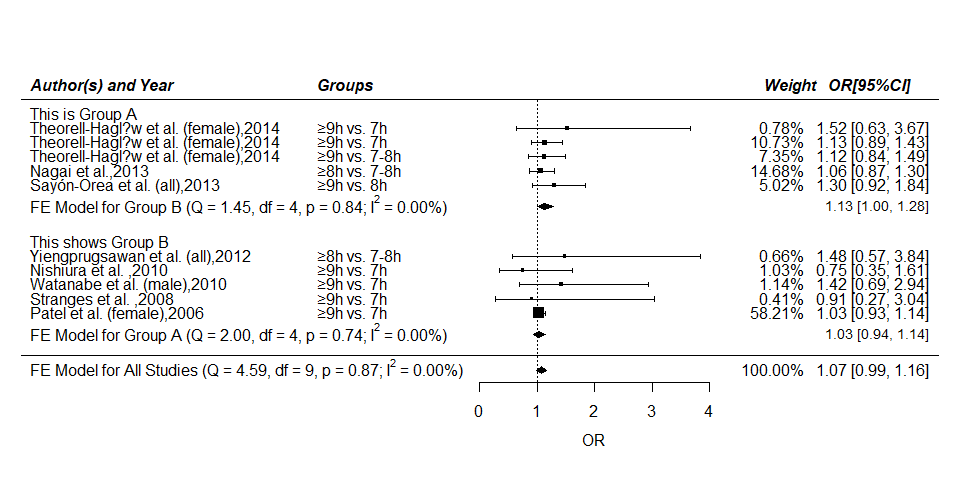 Author(s) and Year Groups Weight OR[95%CI]
This is Group A
Theorell-Hagl?w et al. (female),2014 ≥9h vs. 7h 0.78% 1.52 [0.63, 3.67]
Theorell-Hagl?w et al. (female),2014 ≥9h vs. 7h 10.73% 1.13 [0.89, 1.43]
Theorell-Hagl?w et al. (female),2014 ≥9h vs. 7-8h 7.35% 1.12 [0.84, 1.49]
Nagai et al.,2013 ≥8h vs. 7-8h 14.68% 1.06 [0.87, 1.30]
Sayón-Orea et al. (all),2013 ≥9h vs. 8h 5.02% 1.30 [0.92, 1.84]
FE Model for Group B (Q = 1.45, df = 4, p = 0.84; I² = 0.00%) 1.13 [1.00, 1.28]
This shows Group B
Yiengprugsawan et al. (all),2012 ≥8h vs. 7-8h 0.66% 1.48 [0.57, 3.84]
Nishiura et al. ,2010 ≥9h vs. 7h 1.03% 0.75 [0.35, 1.61]
Watanabe et al. (male),2010 ≥9h vs. 7h 1.14% 1.42 [0.69, 2.94]
Stranges et al. ,2008 ≥9h vs. 7h 0.41% 0.91 [0.27, 3.04]
Patel et al. (female),2006 ≥9h vs. 7h 58.21% 1.03 [0.93, 1.14]
FE Model for Group A (Q = 2.00, df = 4, p = 0.74; I² = 0.00%) 1.03 [0.94, 1.14]
FE Model for All Studies (Q = 4.59, df = 9, p = 0.87; I² = 0.00%) 100.00% 1.07 [0.99, 1.16]
0 1 2 3 4
OR